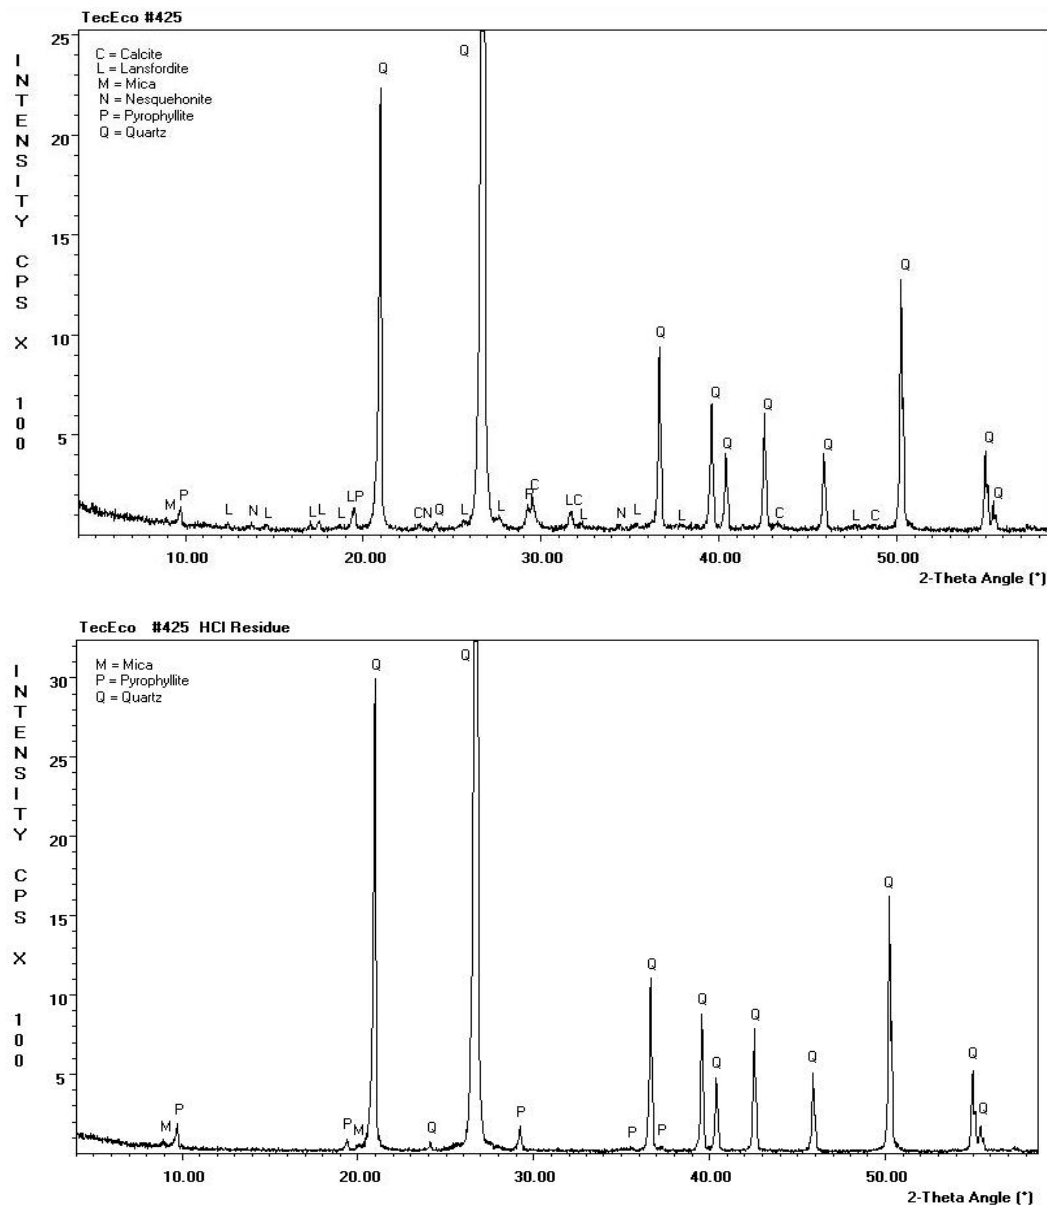 TecEco #425
INTENSITY CPS X 100
C = Calcite
L = Lansfordite
M = Mica
N = Nesquehonite
P = Pyrophyllite
Q = Quartz
25
20
15
10
5
Q
Q
Q
Q
Q
Q
Q
Q
Q
Q
M P L N L L L L LP C N Q L L P C L C L N L L C L C
10.00 20.00 30.00 40.00 50.00
2-Theta Angle (°)
TecEco #425 HCl Residue
INTENSITY CPS X 100
M = Mica
P = Pyrophyllite
Q = Quartz
30
25
20
15
10
5
Q
Q
Q
Q
Q
Q
Q
Q
Q
Q
M P P M Q P P P
10.00 20.00 30.00 40.00 50.00
2-Theta Angle (°)